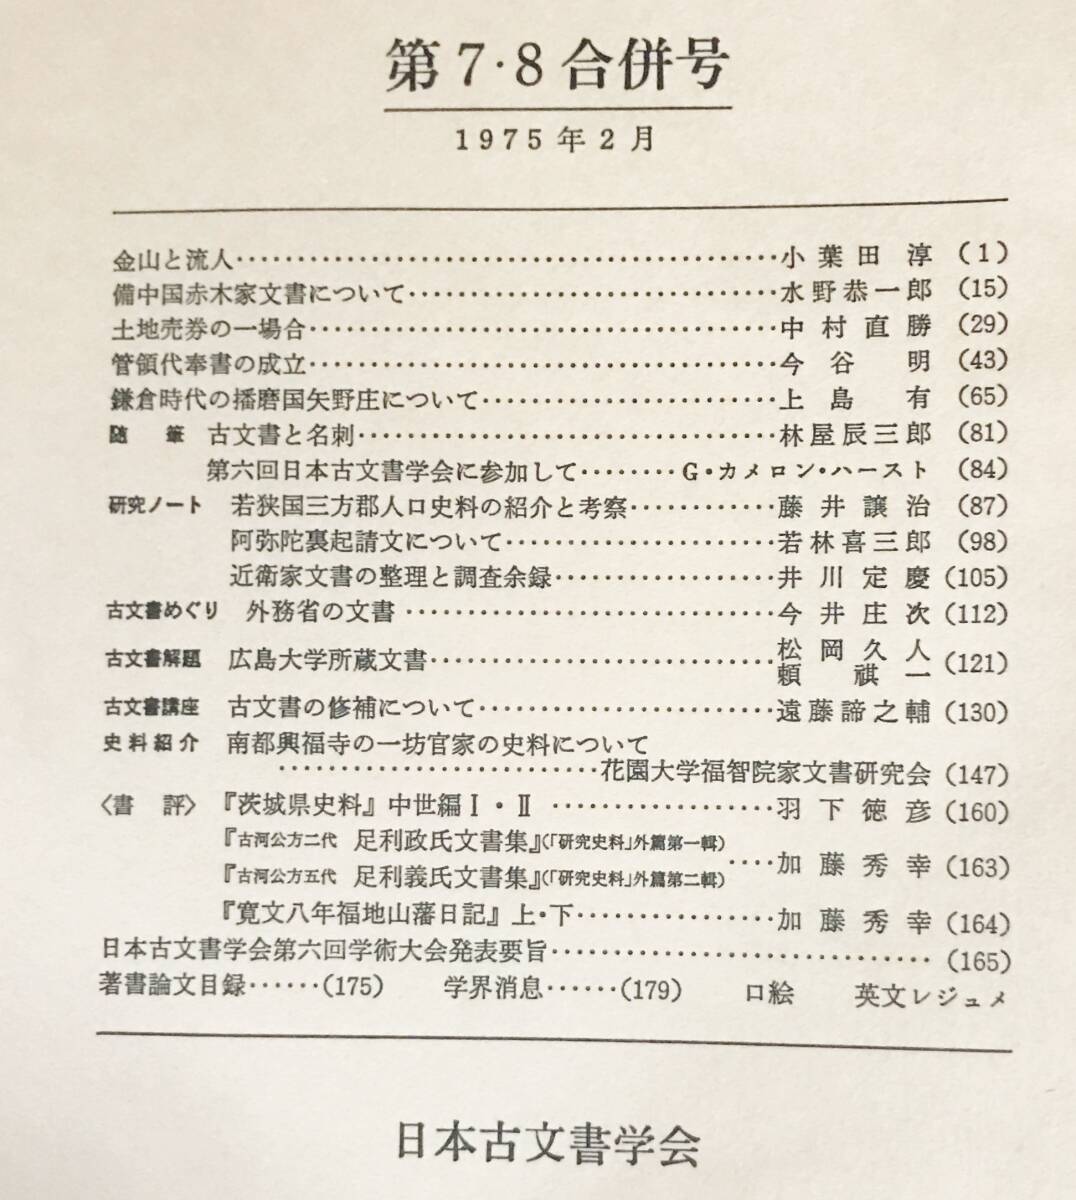 第7·8合併号
1975年2月
金山と流人……………小葉田淳(1)
備中国赤木家文書について……………水野恭一郎(15)
土地売券の一場合……………中村直勝(29)
管領代奉書の成立……………今谷明(43)
鎌倉時代の播磨国矢野庄について……………上島有(65)
随筆 古文書と名刺……………林屋辰三郎(81)
第六回日本古文書学会に参加して………G・カメロン・ハースト(84)
研究ノート 若狭国三方郡人口史料の紹介と考察…………藤井譲治(87)
阿弥陀裏起請文について……………若林喜三郎(98)
近衛家文書の整理と調査余録……………井川定慶(105)
古文書めぐり 外務省の文書……………今井庄次(112)
古文書解題 広島大学所蔵文書……………松岡久人 頼祺一(121)
古文書講座 古文書の修補について……………遠藤諦之輔(130)
史料紹介 南都興福寺の一坊官家の史料について
……………花園大学福智院家文書研究会(147)
〈書評〉『茨城県史料』中世編Ⅰ・Ⅱ……………羽下徳彦(160)
『古河公方二代 足利政氏文書集』(「研究史料」外篇第一輯)
『古河公方五代 足利義氏文書集』(「研究史料」外篇第二輯)‥‥加藤秀幸(163)
『寛文八年福地山藩日記』上・下……………加藤秀幸(164)
日本古文書学会第六回学術大会発表要旨……………(165)
著書論文目録……(175) 学界消息……(179) 口絵 英文レジュメ
日本古文書学会